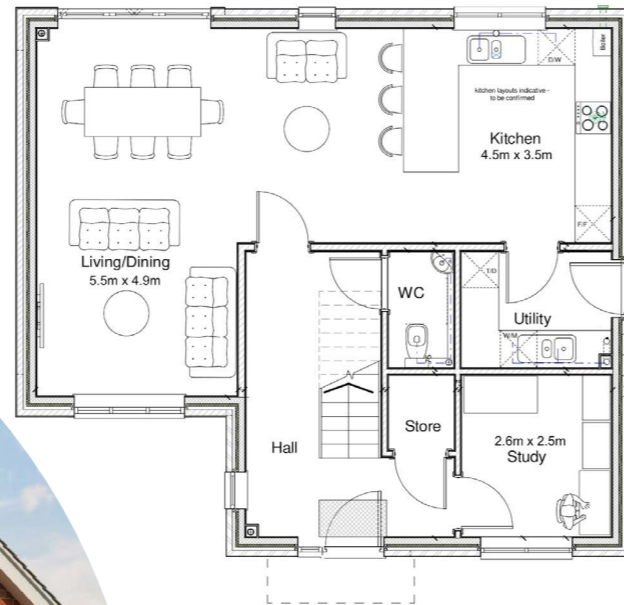 D/W
Boiler
kitchen layouts indicative -
to be confirmed
Kitchen
4.5m x 3.5m
F/F
Living/Dining
5.5m x 4.9m
WC
T/D
Utility
W/M
Store
Hall
2.6m x 2.5m
Study